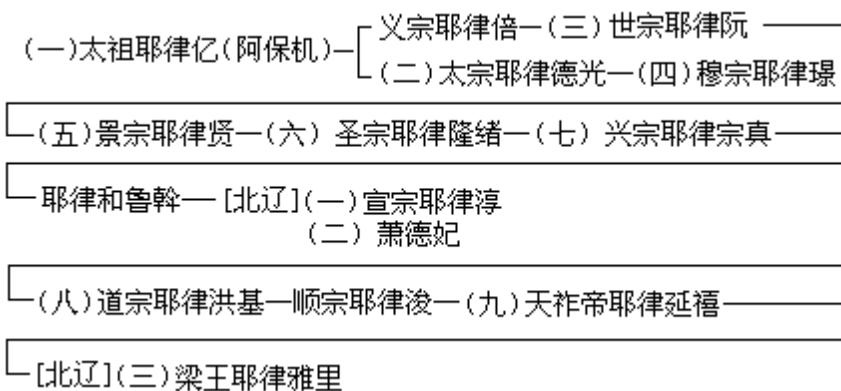 义宗耶律倍—(三)世宗耶律阮
(一)太祖耶律亿(阿保机)
(二)太宗耶律德光—(四)穆宗耶律璟
(五)景宗耶律贤—(六) 圣宗耶律隆绪—(七) 兴宗耶律宗真
耶律和鲁斡— [北辽](一)宣宗耶律淳
(二) 萧德妃
(八)道宗耶律洪基—顺宗耶律浚—(九)天祚帝耶律延禧
[北辽](三)梁王耶律雅里